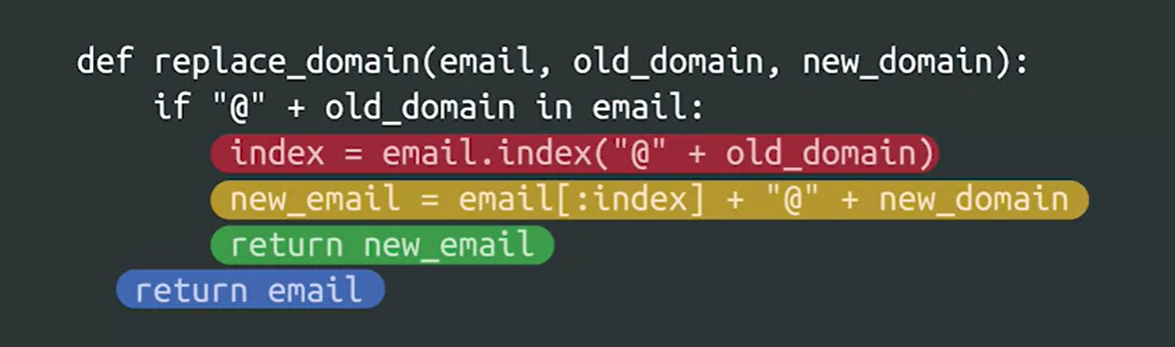 def replace_domain(email, old_domain, new_domain):
    if "@" + old_domain in email:
        index = email.index("@" + old_domain)
        new_email = email[:index] + "@" + new_domain
        return new_email
   return email